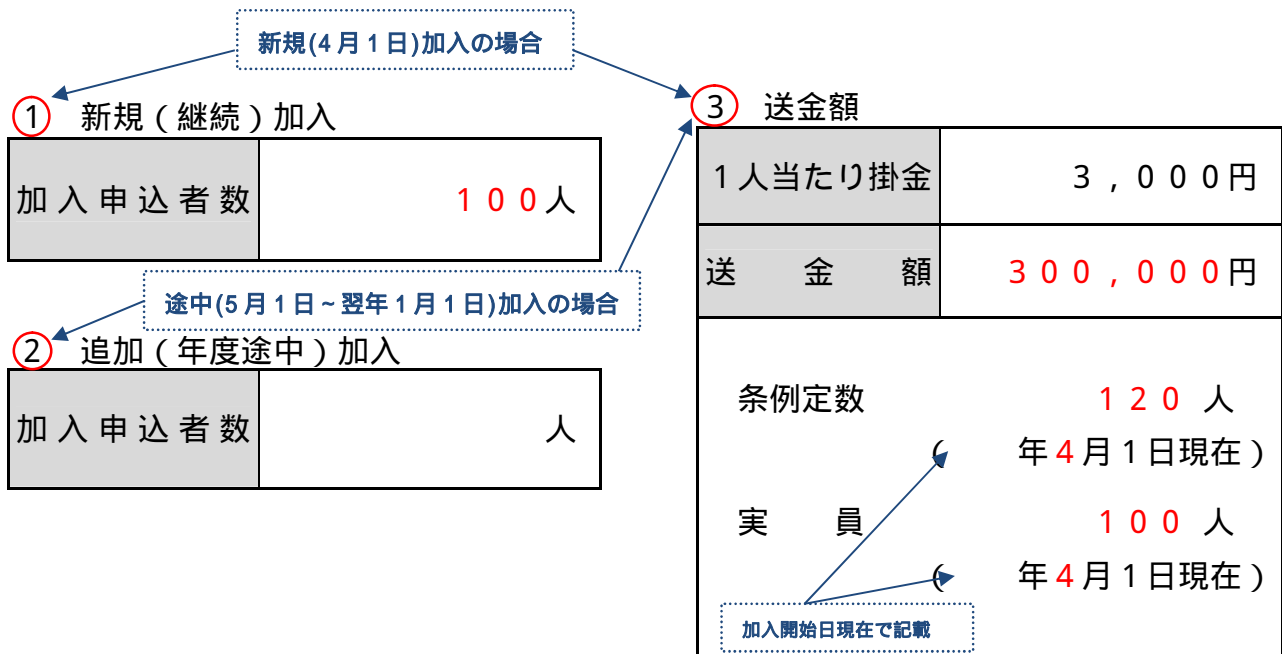 新規(4月1日)加入の場合
① 新規(継続)加入
加入申込者数 100人
途中(5月1日~翌年1月1日)加入の場合
② 追加(年度途中)加入
加入申込者数 人
③ 送金額
1人当たり掛金 3,000円
送金額 300,000円
条例定数 120人
( 年4月1日現在)
実員 100人
( 年4月1日現在)
加入開始日現在で記載